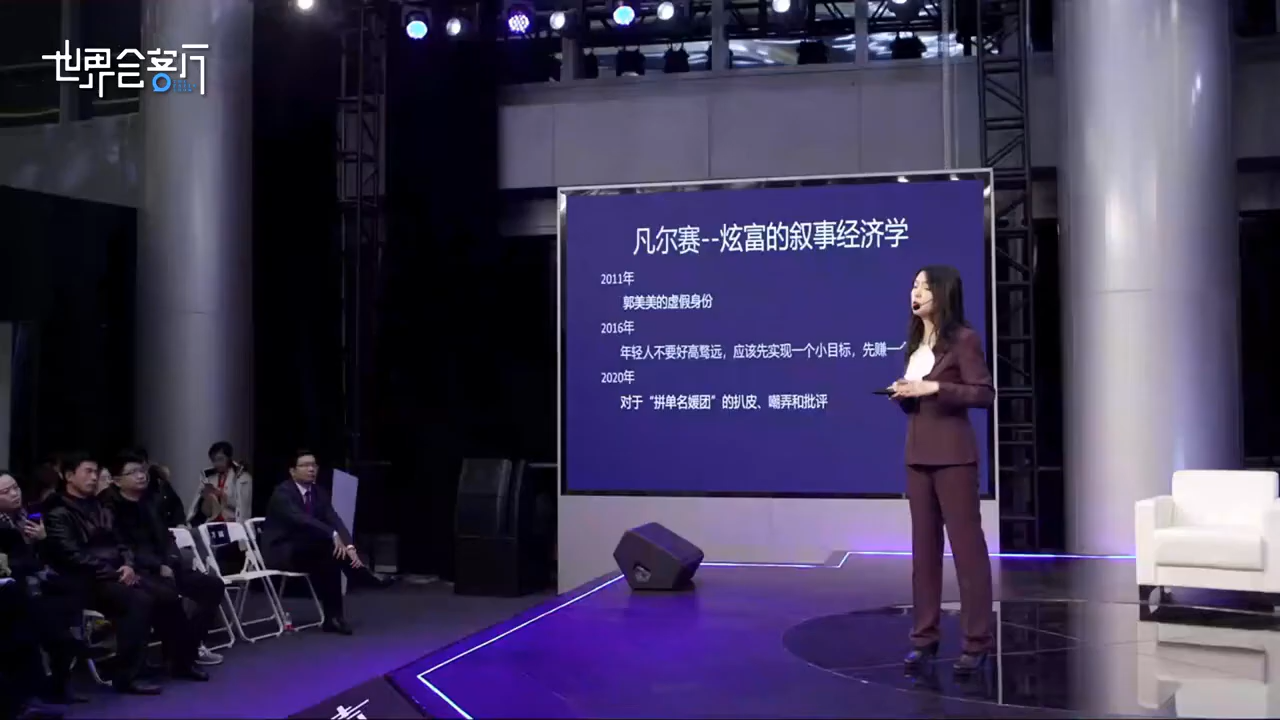 世界会客厅
凡尔赛--炫富的叙事经济学
2011年
郭美美的虚假身份
2016年
年轻人不要好高骛远，应该先实现一个小目标，先赚一个
2020年
对于“拼单名媛团”的扒皮、嘲弄和批评